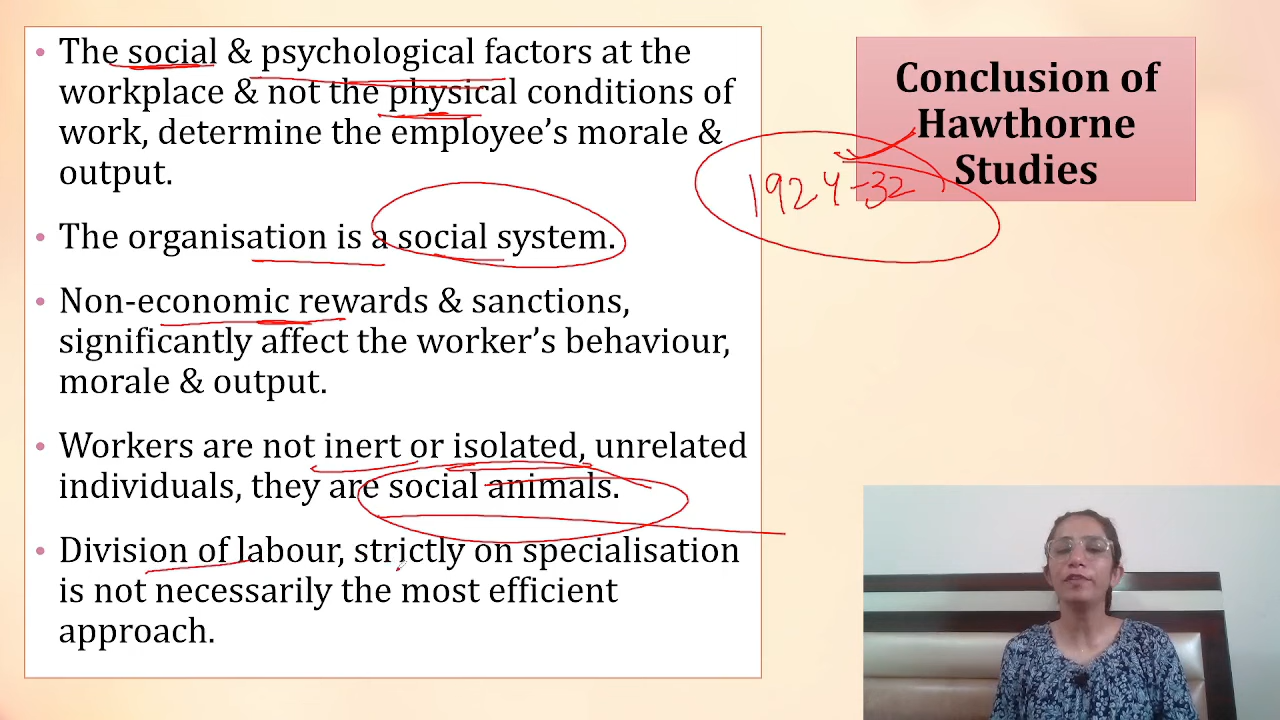 • The social & psychological factors at the
workplace & not the physical conditions of
work, determine the employee's morale &
output.
• The organisation is a social system.
• Non-economic rewards & sanctions,
significantly affect the worker's behaviour,
morale & output.
• Workers are not inert or isolated, unrelated
individuals, they are social animals.
• Division of labour, strictly on specialisation
is not necessarily the most efficient
approach.
Conclusion of
Hawthorne
Studies
1924-32